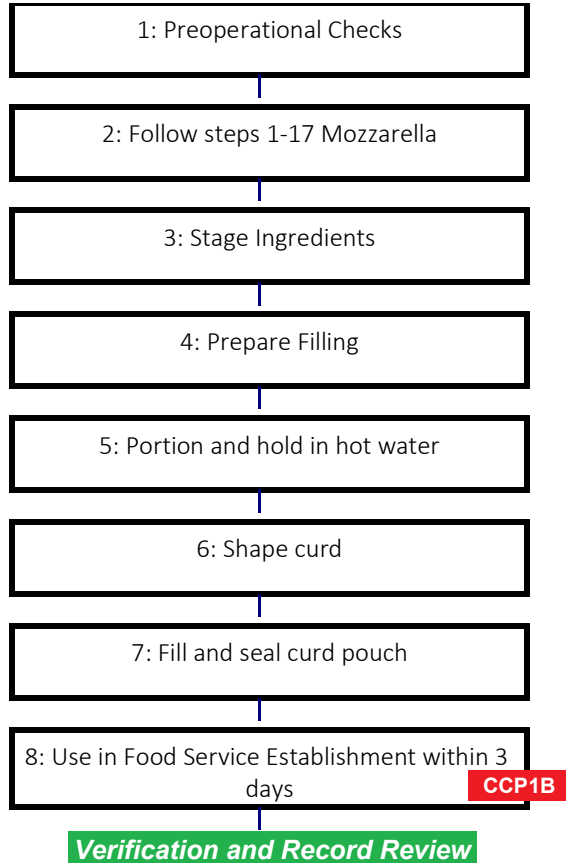 1: Preoperational Checks
2: Follow steps 1-17 Mozzarella
3: Stage Ingredients
4: Prepare Filling
5: Portion and hold in hot water
6: Shape curd
7: Fill and seal curd pouch
8: Use in Food Service Establishment within 3
days
CCP1B
Verification and Record Review